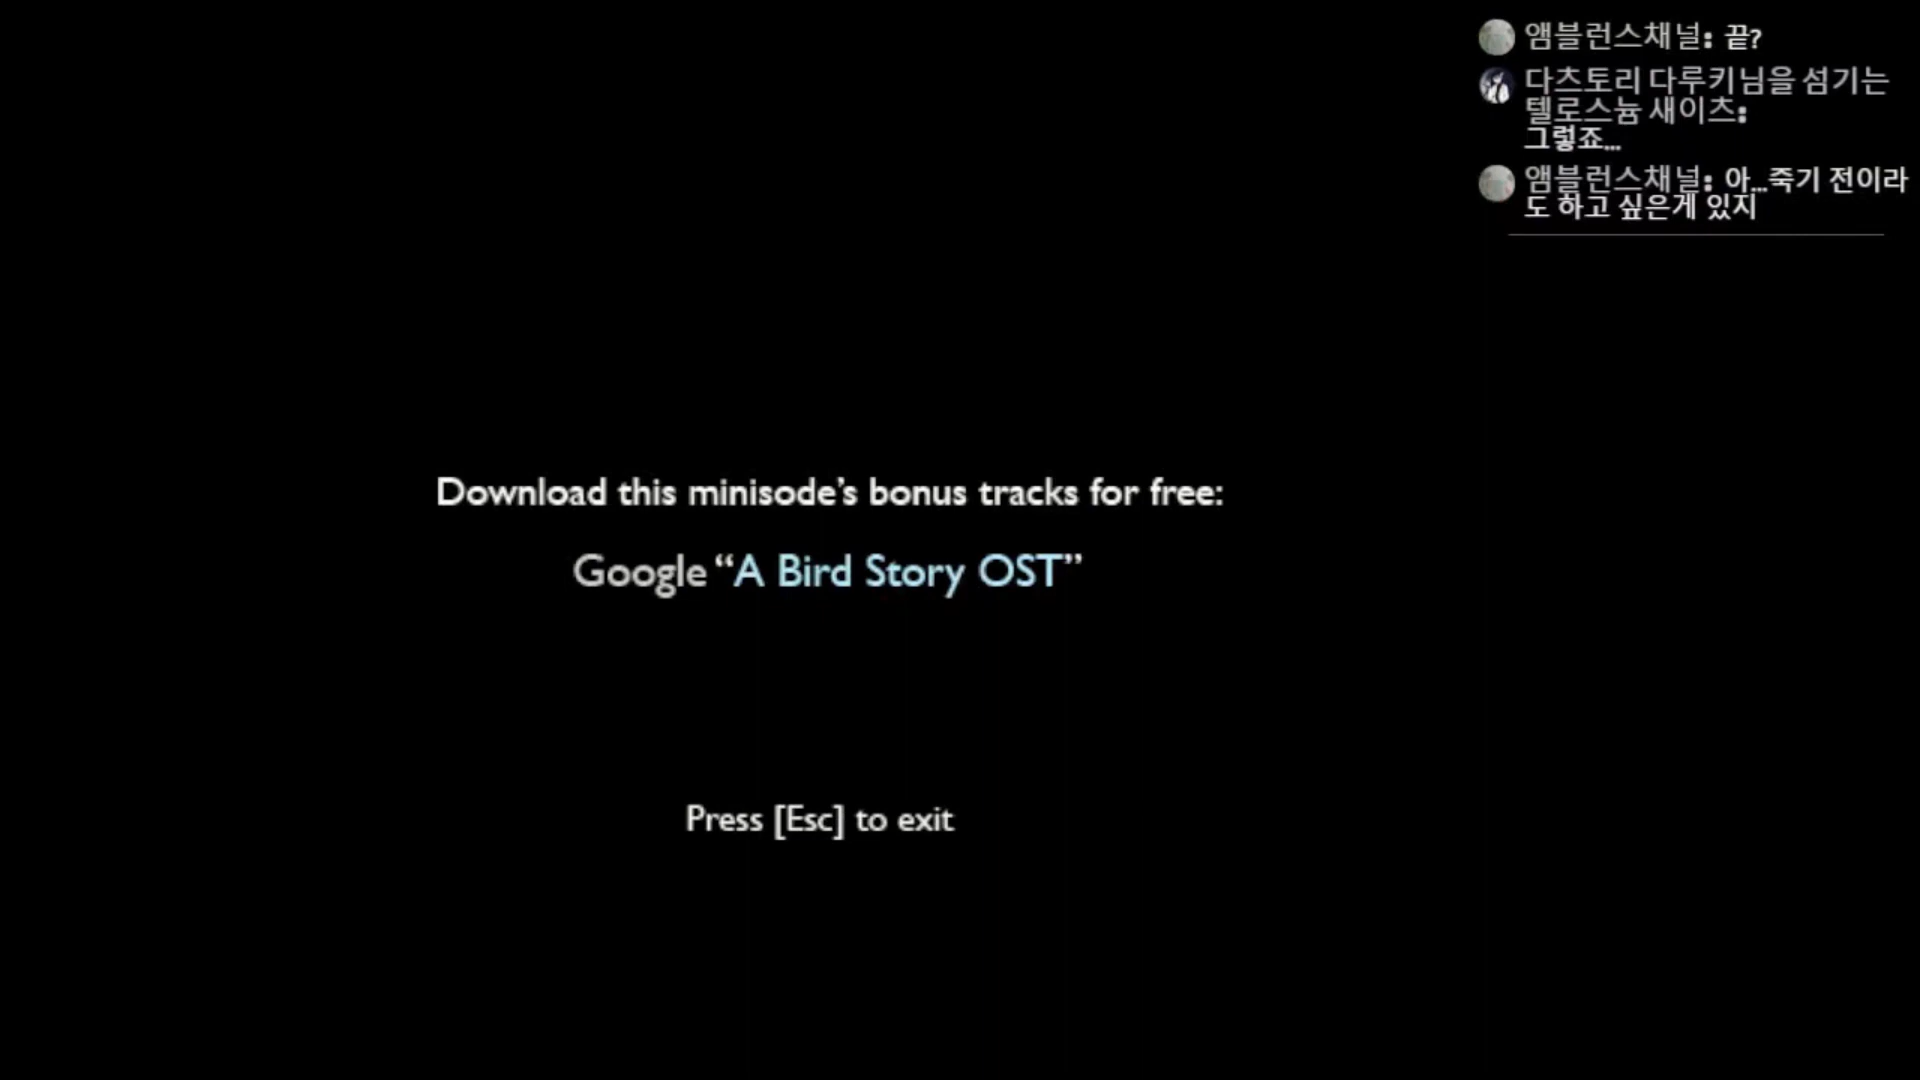 앰블런스채널: 끝?
다츠토리 다루키님을 섬기는
텔로스늄 새이츠:
그렇죠...
앰블런스채널: 아...죽기 전이라
도 하고 싶은게 있지
Download this minisode’s bonus tracks for free:
Google “A Bird Story OST”
Press [Esc] to exit